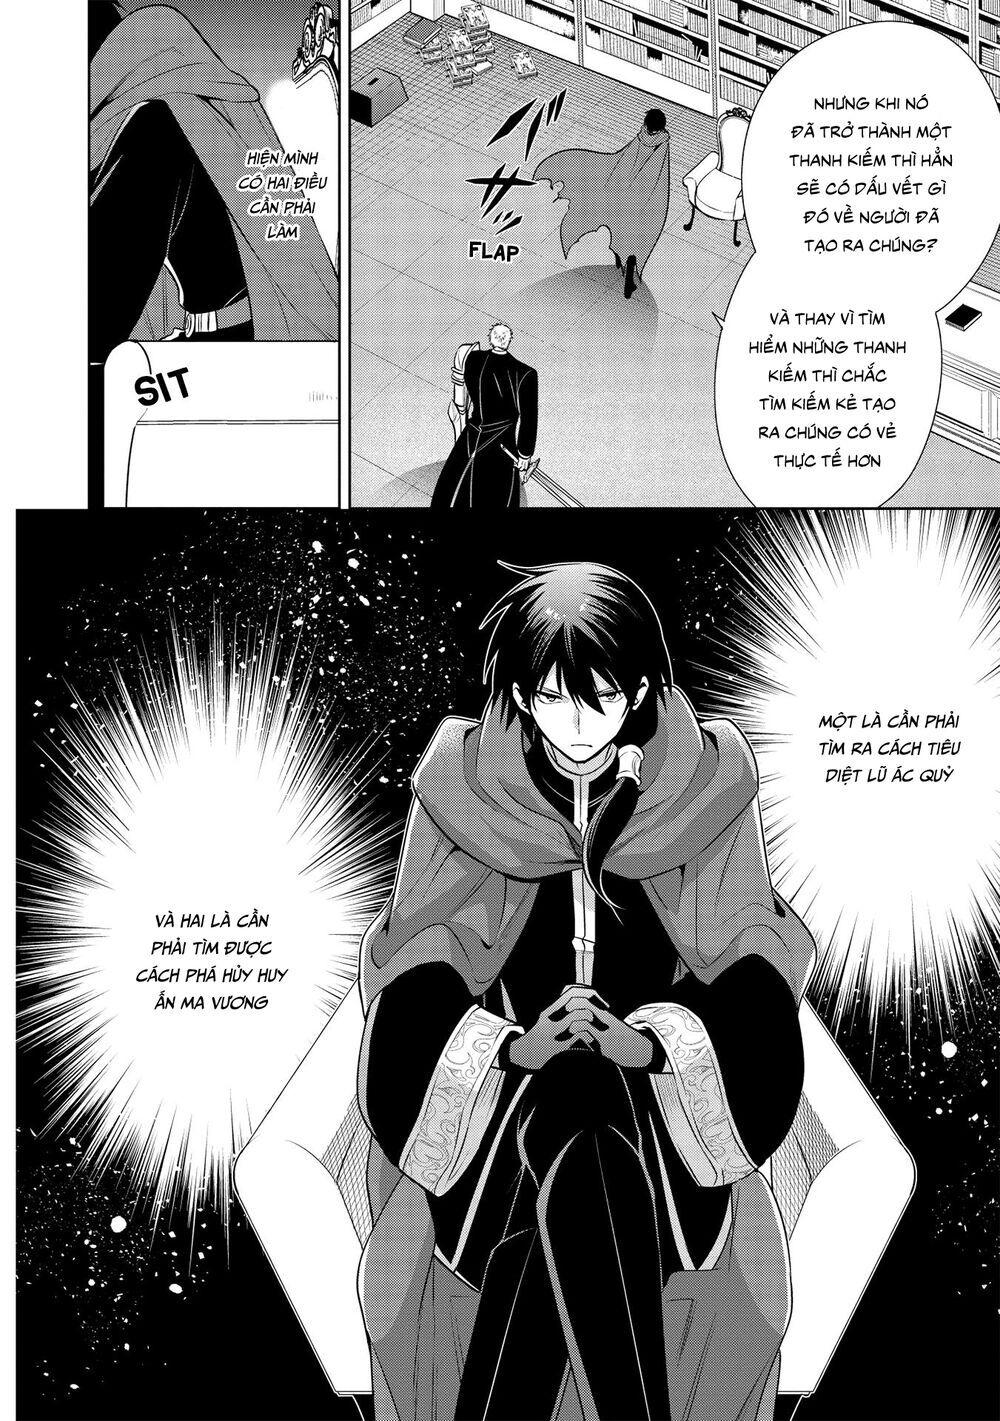 NHƯNG KHI NÓ
ĐÃ TRỞ THÀNH MỘT
THANH KIẾM THÌ HẲN
SẼ CÓ DẤU VẾT GÌ
ĐÓ VỀ NGƯỜI ĐÃ
TẠO RA CHÚNG?
VÀ THAY VÌ TÌM
HIỂM NHỮNG THANH
KIẾM THÌ CHẮC
TÌM KIẾM KẺ TẠO
RA CHÚNG CÓ VẺ
THỰC TẾ HƠN
FLAP
HIỆN MÌNH
CÓ HAI ĐIỀU
CẦN PHẢI
LÀM
SIT
MỘT LÀ CẦN PHẢI
TÌM RA CÁCH TIÊU
DIỆT LŨ ÁC QUỶ
VÀ HAI LÀ CẦN
PHẢI TÌM ĐƯỢC
CÁCH PHÁ HỦY HUY
ẤN MA VƯƠNG